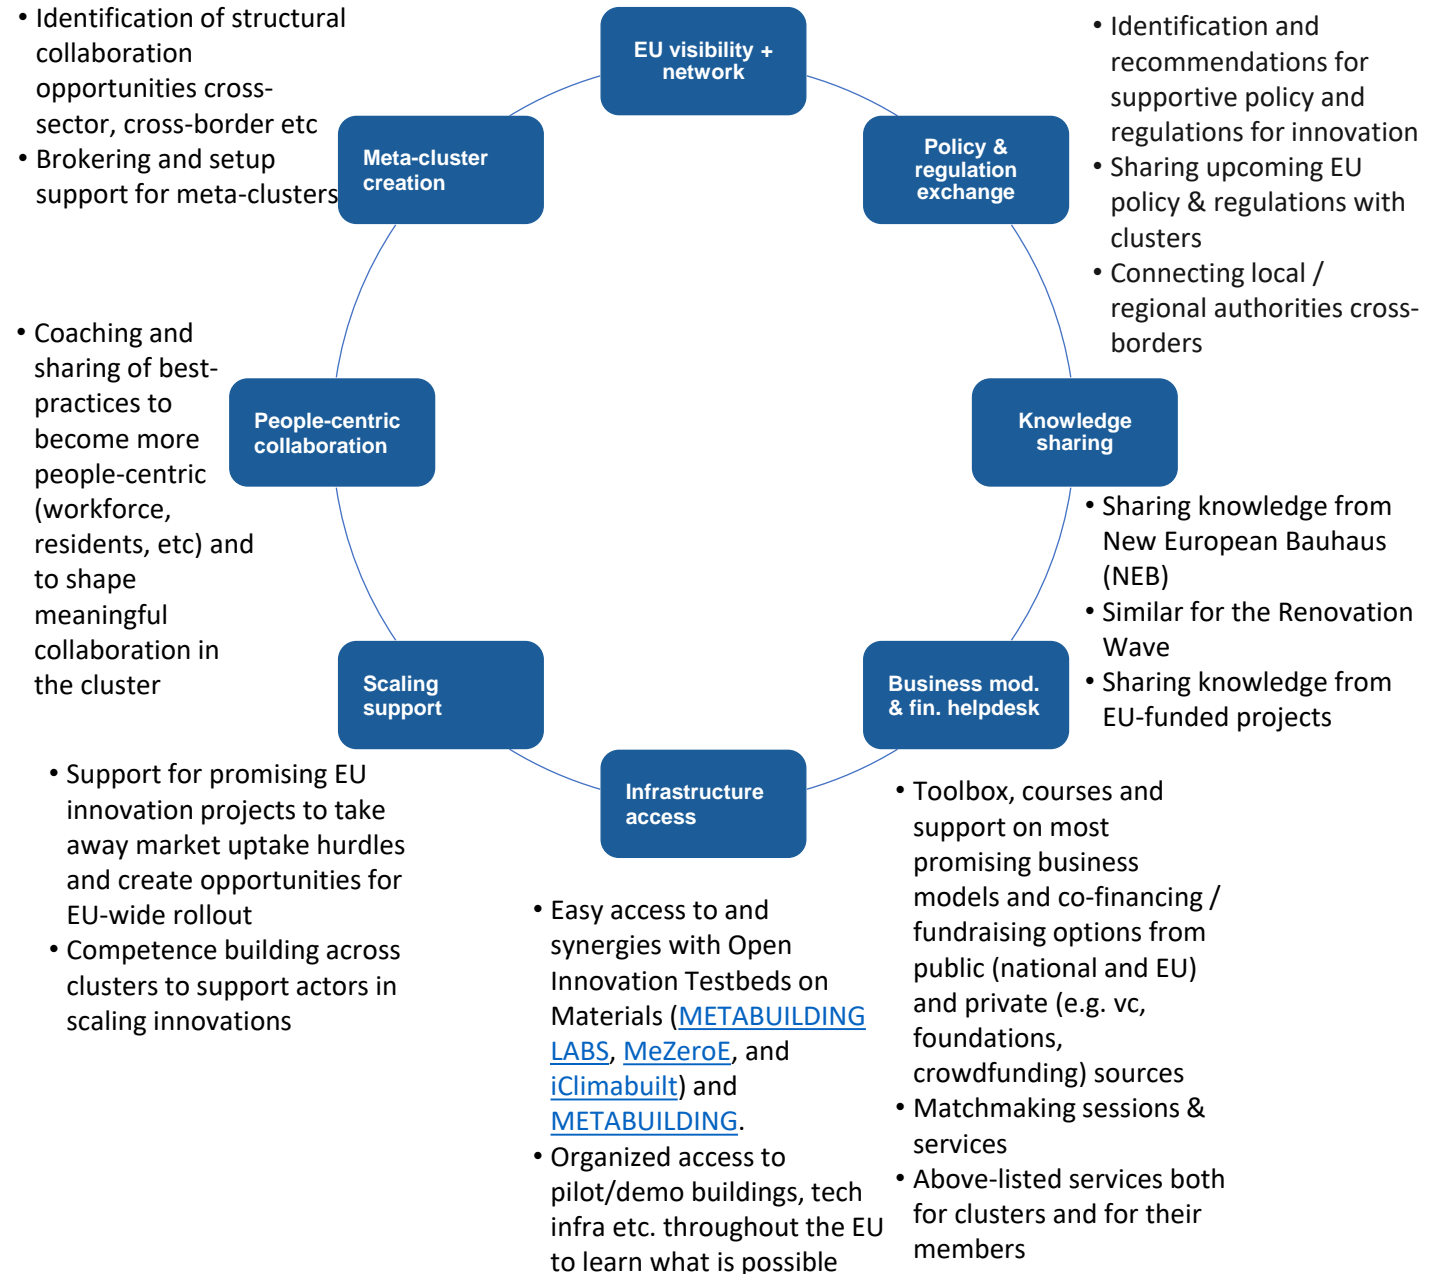 • Identification of structural
collaboration
opportunities cross-
sector, cross-border etc
• Brokering and setup
support for meta-clusters
EU visibility +
network
• Identification and
recommendations for
supportive policy and
regulations for innovation
• Sharing upcoming EU
policy & regulations with
clusters
• Connecting local /
regional authorities cross-
borders
Meta-cluster
creation
Policy &
regulation
exchange
• Coaching and
sharing of best-
practices to
become more
people-centric
(workforce,
residents, etc) and
to shape
meaningful
collaboration in
the cluster
People-centric
collaboration
Knowledge
sharing
• Sharing knowledge from
New European Bauhaus
(NEB)
• Similar for the Renovation
Wave
• Sharing knowledge from
EU-funded projects
Scaling
support
Business mod.
& fin. helpdesk
• Support for promising EU
innovation projects to take
away market uptake hurdles
and create opportunities for
EU-wide rollout
• Competence building across
clusters to support actors in
scaling innovations
Infrastructure
access
• Easy access to and
synergies with Open
Innovation Testbeds on
Materials (METABUILDING
LABS, MeZeroE, and
iClimabuilt) and
METABUILDING.
• Organized access to
pilot/demo buildings, tech
infra etc. throughout the EU
to learn what is possible
• Toolbox, courses and
support on most
promising business
models and co-financing /
fundraising options from
public (national and EU)
and private (e.g. vc,
foundations,
crowdfunding) sources
• Matchmaking sessions &
services
• Above-listed services both
for clusters and for their
members